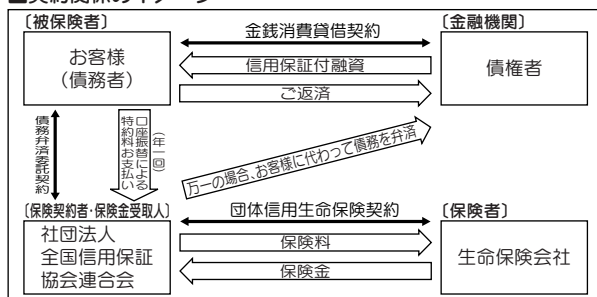 ■契約関係のイメージ
〔被保険者〕
お客様
（債務者）
金銭消費貸借契約
信用保証付融資
ご返済
〔金融機関〕
債権者
債務弁済委託契約
（年一回）
口座振替による
特約料お支払い
万一の場合、お客様に代わって債務を弁済
〔保険契約者・保険金受取人〕
社団法人
全国信用保証
協会連合会
団体信用生命保険契約
保険料
保険金
〔保険者〕
生命保険会社